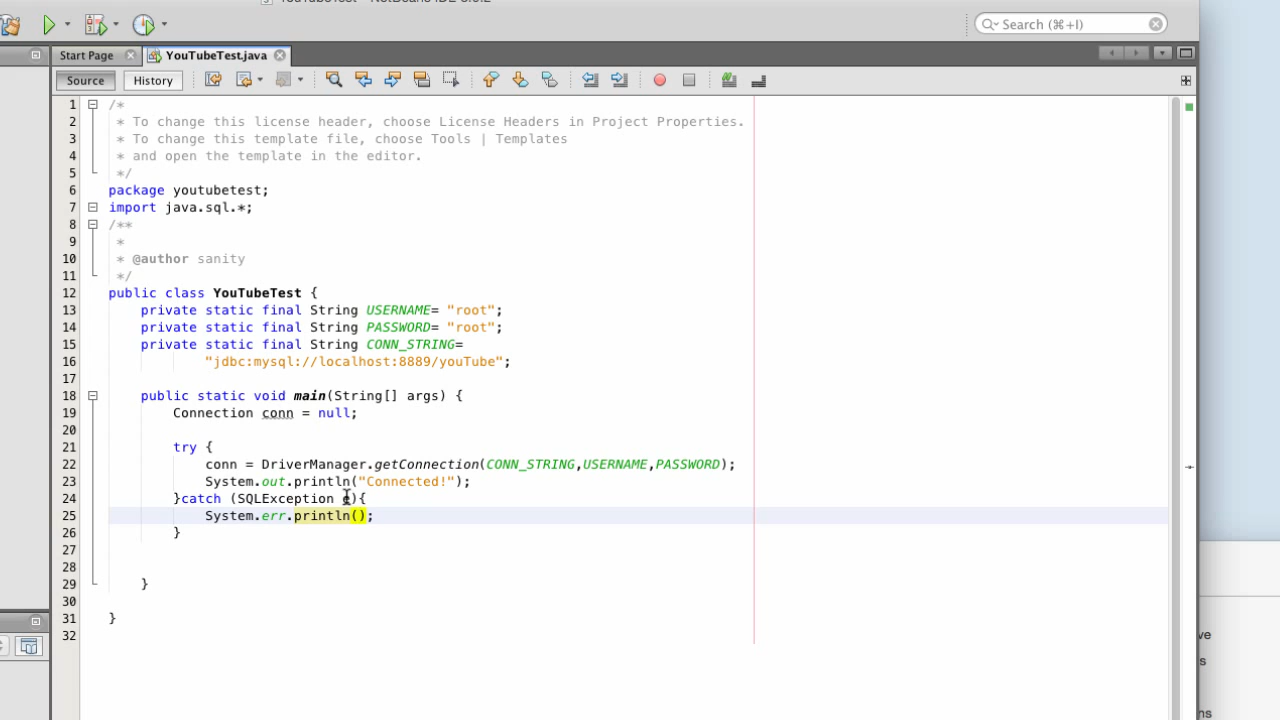 Search (⌘+I)
Start Page
YouTubeTest.java
Source
History
1 /*
2 * To change this license header, choose License Headers in Project Properties.
3 * To change this template file, choose Tools | Templates
4 * and open the template in the editor.
5 */
6 package youtubetest;
7 import java.sql.*;
8 /**
9 *
10 * @author sanity
11 */
12 public class YouTubeTest {
13 private static final String USERNAME= "root";
14 private static final String PASSWORD= "root";
15 private static final String CONN_STRING=
16 "jdbc:mysql://localhost:8889/youTube";
17
18 public static void main(String[] args) {
19 Connection conn = null;
20
21 try {
22 conn = DriverManager.getConnection(CONN_STRING,USERNAME,PASSWORD);
23 System.out.println("Connected!");
24 }catch (SQLException e){
25 System.err.println();
26 }
27
28
29 }
30
31 }
32